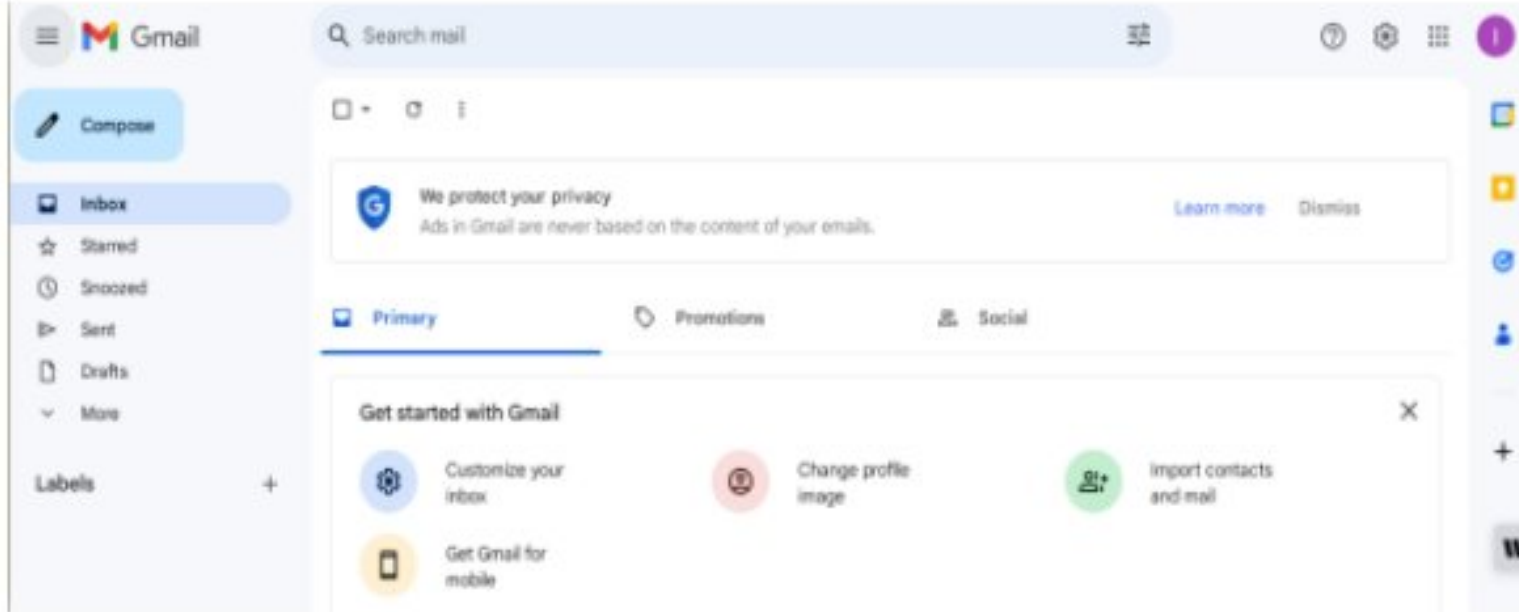 Gmail
Search mail
I
Compose
We protect your privacy
Ads in Gmail are never based on the content of your emails.
Learn more
Dismiss
Inbox
Starred
Snoozed
Sent
Drafts
More
Labels
Primary
Promotions
Social
Get started with Gmail
Customize your
inbox
Change profile
image
Import contacts
and mail
Get Gmail for
mobile